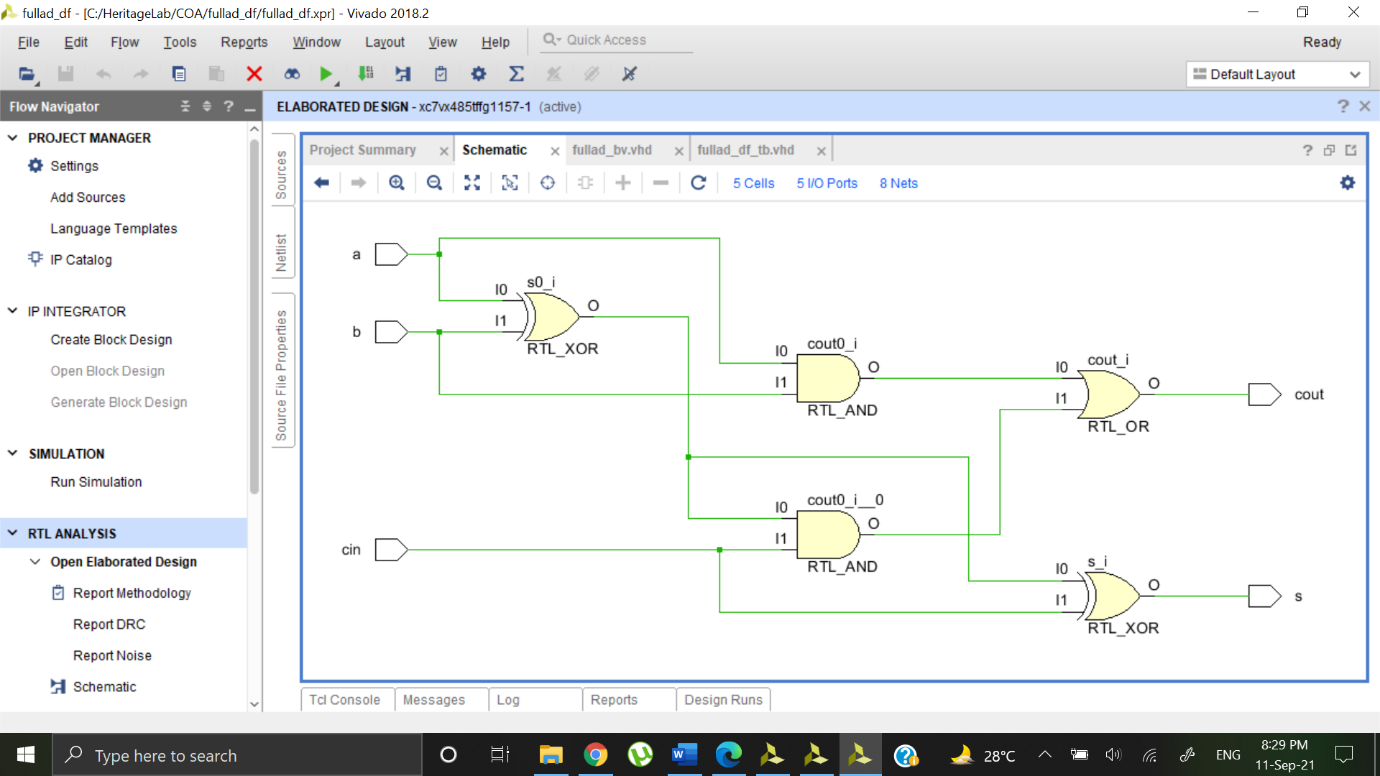 fullad_df - [C:/HeritageLab/COA/fullad_df/fullad_df.xpr] - Vivado 2018.2
File Edit Flow Tools Reports Window Layout View Help Quick Access Ready
Default Layout
Flow Navigator
ELABORATED DESIGN - xc7vx485tffg1157-1 (active)
PROJECT MANAGER
Settings
Add Sources
Language Templates
IP Catalog
IP INTEGRATOR
Create Block Design
Open Block Design
Generate Block Design
SIMULATION
Run Simulation
RTL ANALYSIS
Open Elaborated Design
Report Methodology
Report DRC
Report Noise
Schematic
Sources
Netlist
Source File Properties
Project Summary Schematic fullad_bv.vhd fullad_df_tb.vhd
5 Cells 5 I/O Ports 8 Nets
a
b
cin
s0_i
I0
I1
O
RTL_XOR
cout0_i
I0
I1
O
RTL_AND
cout0_i__0
I0
I1
O
RTL_AND
cout_i
I0
I1
O
RTL_OR
cout
s_i
I0
I1
O
RTL_XOR
s
Tcl Console Messages Log Reports Design Runs
Type here to search
28°C
ENG
8:29 PM
11-Sep-21